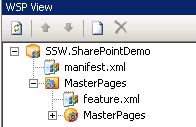 WSP View
SSW.SharePointDemo
manifest.xml
MasterPages
feature.xml
MasterPages